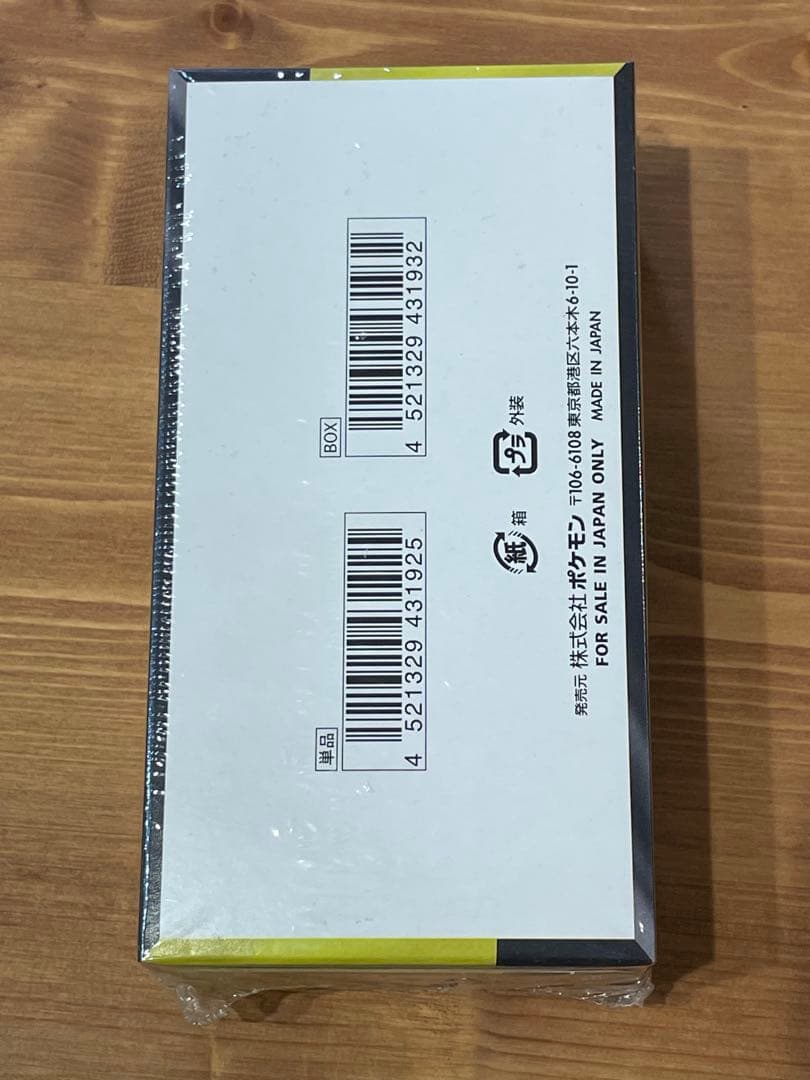 単品
4 521329 431925
BOX
4 521329 431932
紙 箱
プラ 外装
発売元 株式会社 ポケモン 〒106-6108 東京都港区六本木6-10-1
FOR SALE IN JAPAN ONLY MADE IN JAPAN